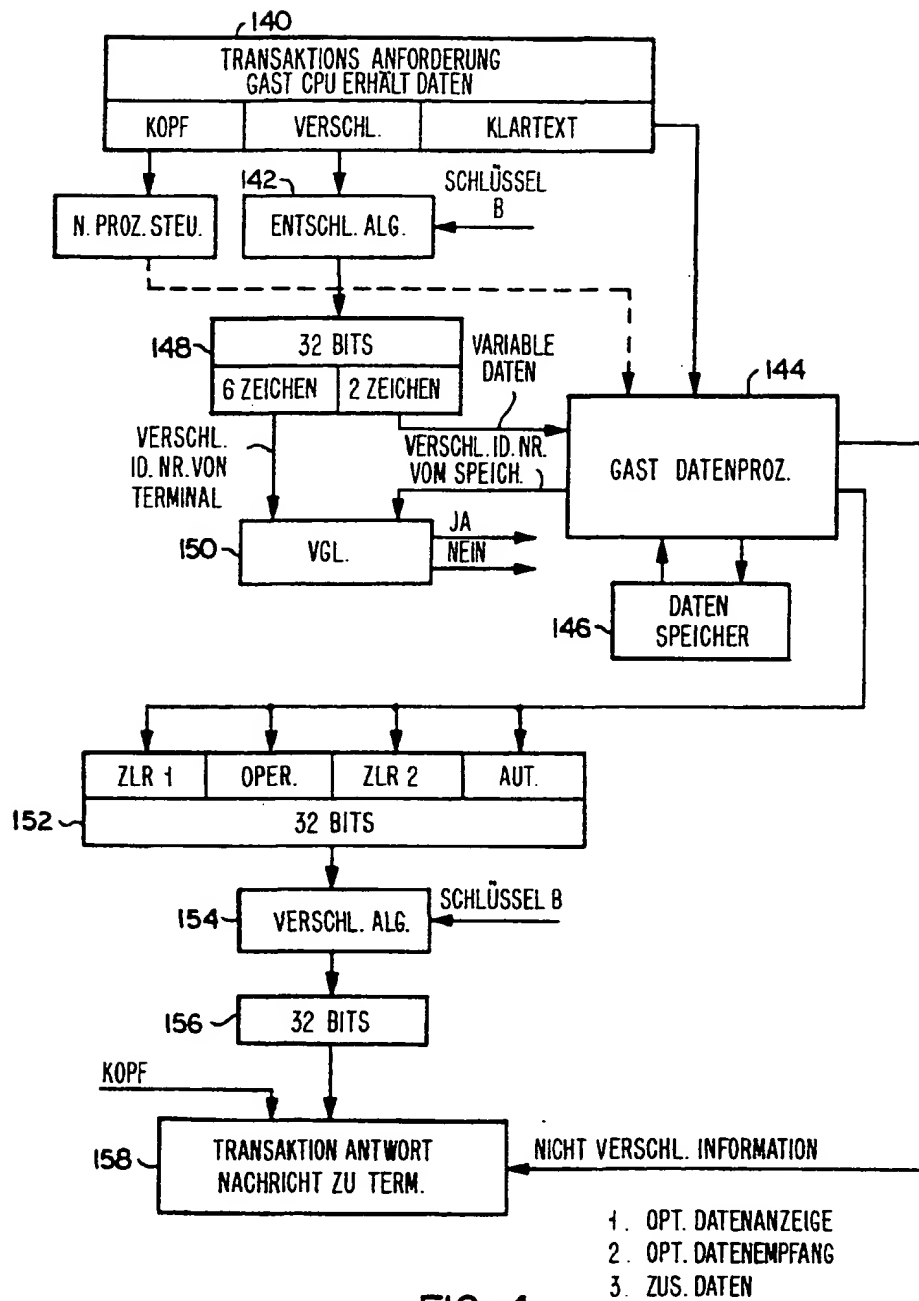 140
TRANSAKTIONS ANFORDERUNG
GAST CPU ERHÄLT DATEN
KOPF
VERSCHL.
KLARTEXT
142
SCHLÜSSEL
B
N. PROZ. STEU.
ENTSCHL. ALG.
148
32 BITS
6 ZEICHEN
2 ZEICHEN
VARIABLE
DATEN
144
VERSCHL.
ID. NR. VON
TERMINAL
VERSCHL. ID. NR.
VOM SPEICH.
GAST DATENPROZ.
150
VGL.
JA
NEIN
146
DATEN
SPEICHER
ZLR 1
OPER.
ZLR 2
AUT.
152
32 BITS
154
VERSCHL. ALG.
SCHLÜSSEL B
156
32 BITS
KOPF
158
TRANSAKTION ANTWORT
NACHRICHT ZU TERM.
NICHT VERSCHL. INFORMATION
1. OPT. DATENANZEIGE
2. OPT. DATENEMPFANG
3. ZUS. DATEN